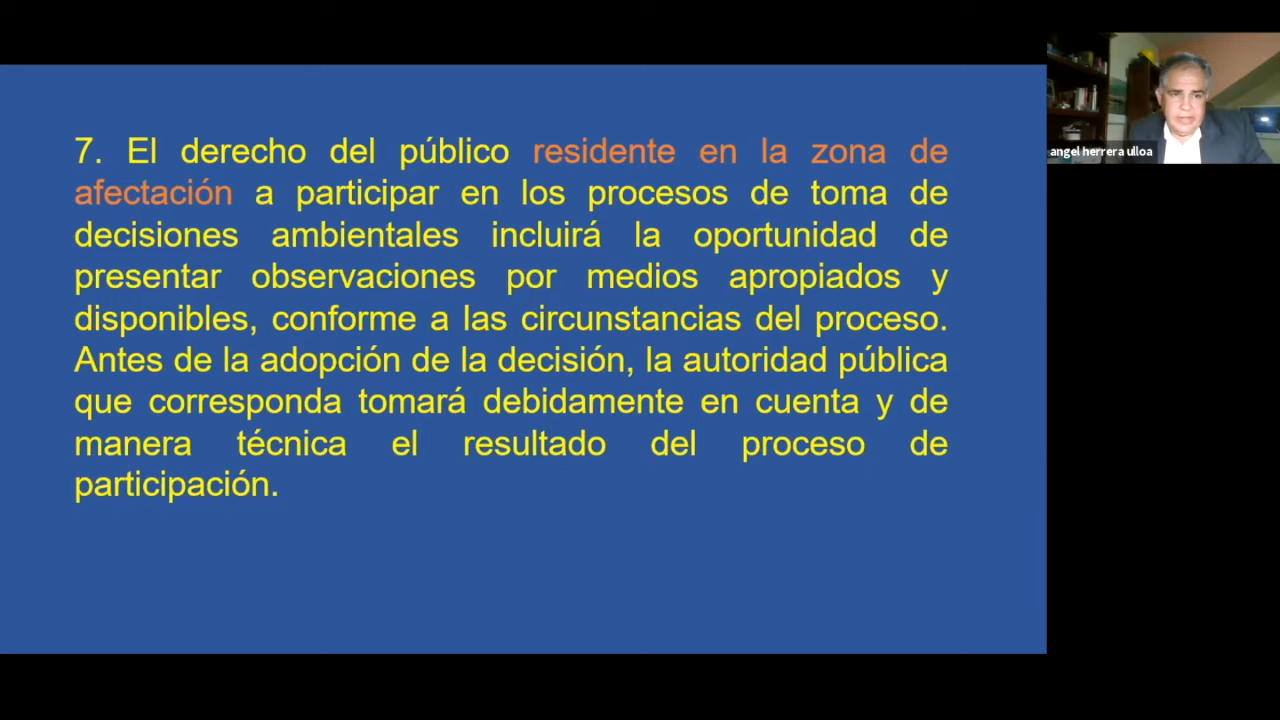 7. El derecho del público residente en la zona de
afectación a participar en los procesos de toma de
decisiones ambientales incluirá la oportunidad de
presentar observaciones por medios apropiados y
disponibles, conforme a las circunstancias del proceso.
Antes de la adopción de la decisión, la autoridad pública
que corresponda tomará debidamente en cuenta y de
manera técnica el resultado del proceso de
participación.
angel herrera ulloa